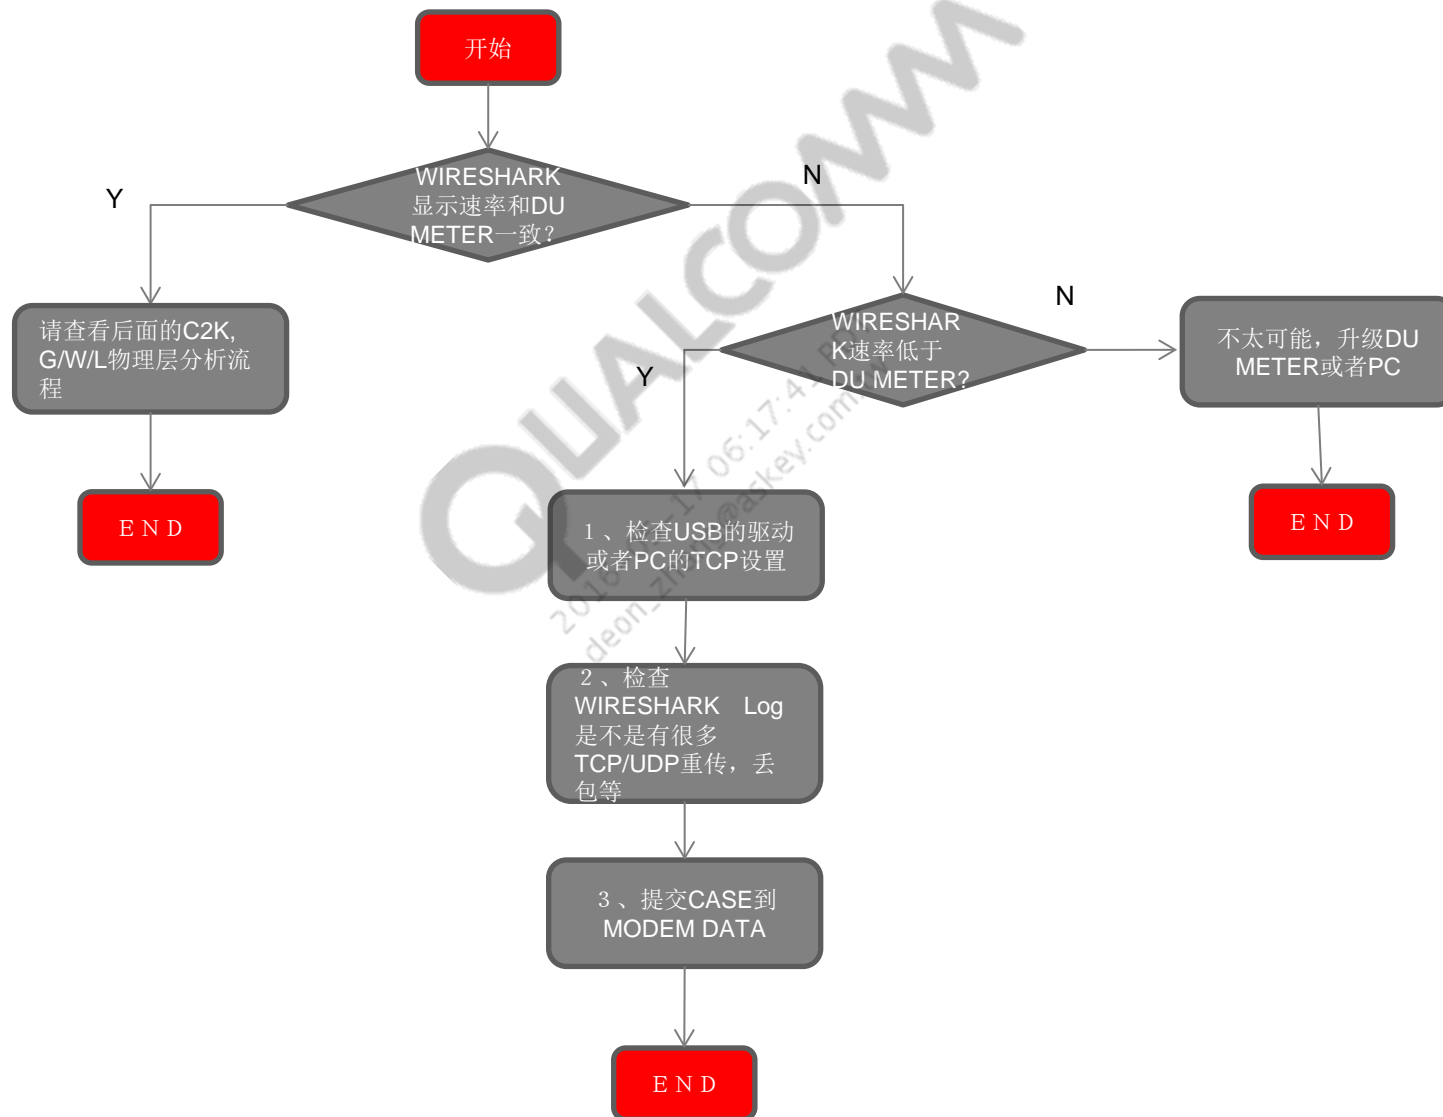 开始
WIRESHARK
显示速率和DU
METER一致？
Y
N
请查看后面的C2K,
G/W/L物理层分析流
程
END
WIRESHAR
K速率低于
DU METER?
Y
N
不太可能，升级DU
METER或者PC
END
1、检查USB的驱动
或者PC的TCP设置
2、检查
WIRESHARK Log
是不是有很多
TCP/UDP重传，丢
包等
3、提交CASE到
MODEM DATA
END
QUALCOMM